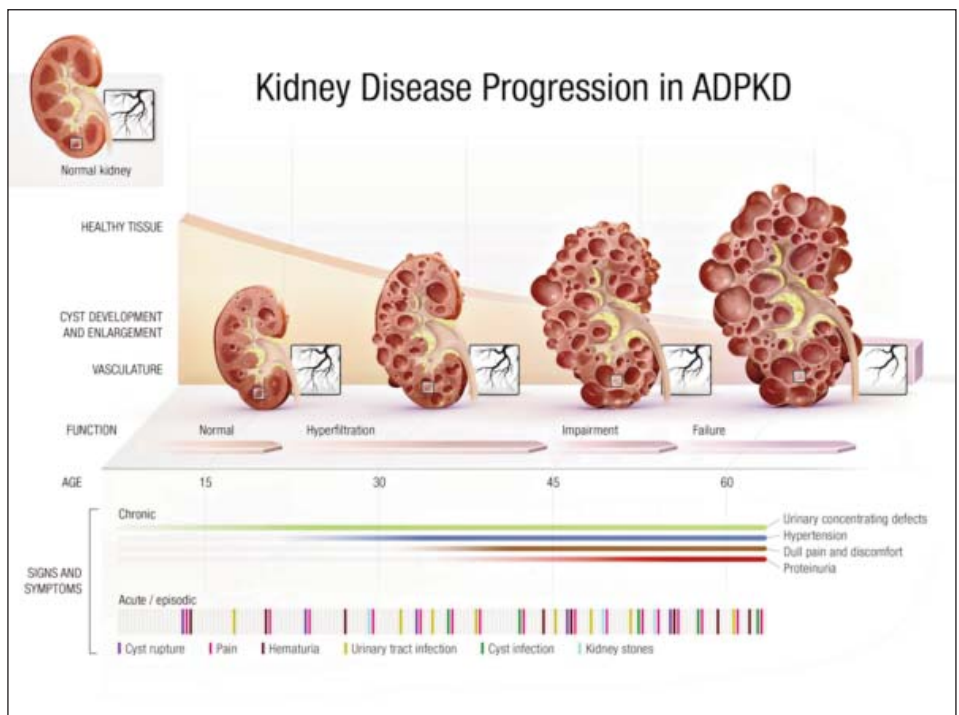 Kidney Disease Progression in ADPKD
Normal kidney
HEALTHY TISSUE
CYST DEVELOPMENT
AND ENLARGEMENT
VASCULATURE
FUNCTION
Normal
Hyperfiltration
Impairment
Failure
AGE
15
30
45
60
SIGNS AND
SYMPTOMS
Chronic
Urinary concentrating defects
Hypertension
Dull pain and discomfort
Proteinuria
Acute / episodic
Cyst rupture
Pain
Hematuria
Urinary tract infection
Cyst infection
Kidney stones